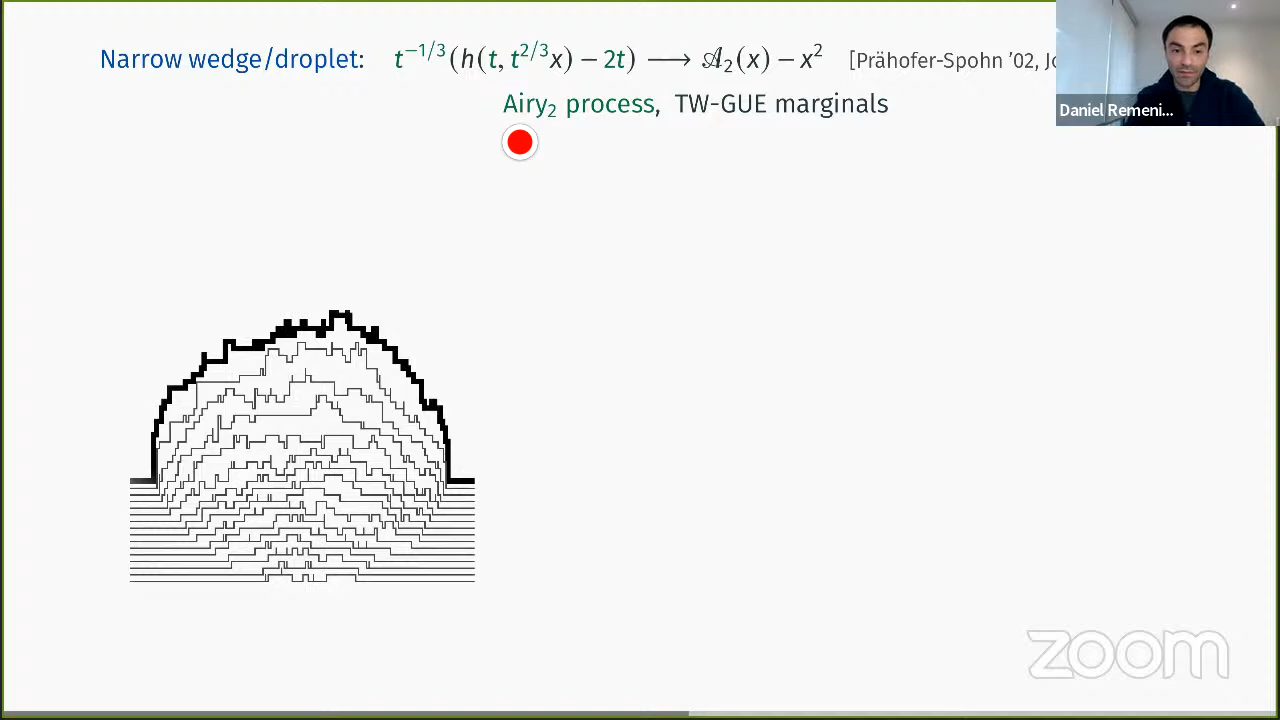 Narrow wedge/droplet: t^{-1/3}(h(t, t^{2/3}x) − 2t) ⟶ 𝒜₂(x) − x² [Prähofer-Spohn '02,
Airy₂ process, TW-GUE marginals
Daniel Remeni...
zoom